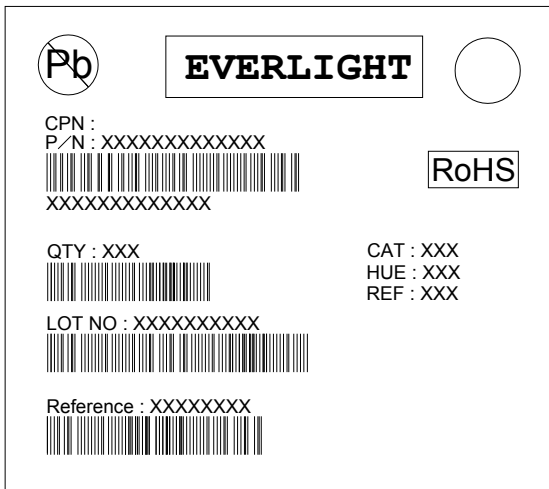 Pb
EVERLIGHT
CPN :
P/N : XXXXXXXXXXXXX
RoHS
XXXXXXXXXXXXX
QTY : XXX
CAT : XXX
HUE : XXX
REF : XXX
LOT NO : XXXXXXXXXX
Reference : XXXXXXXX